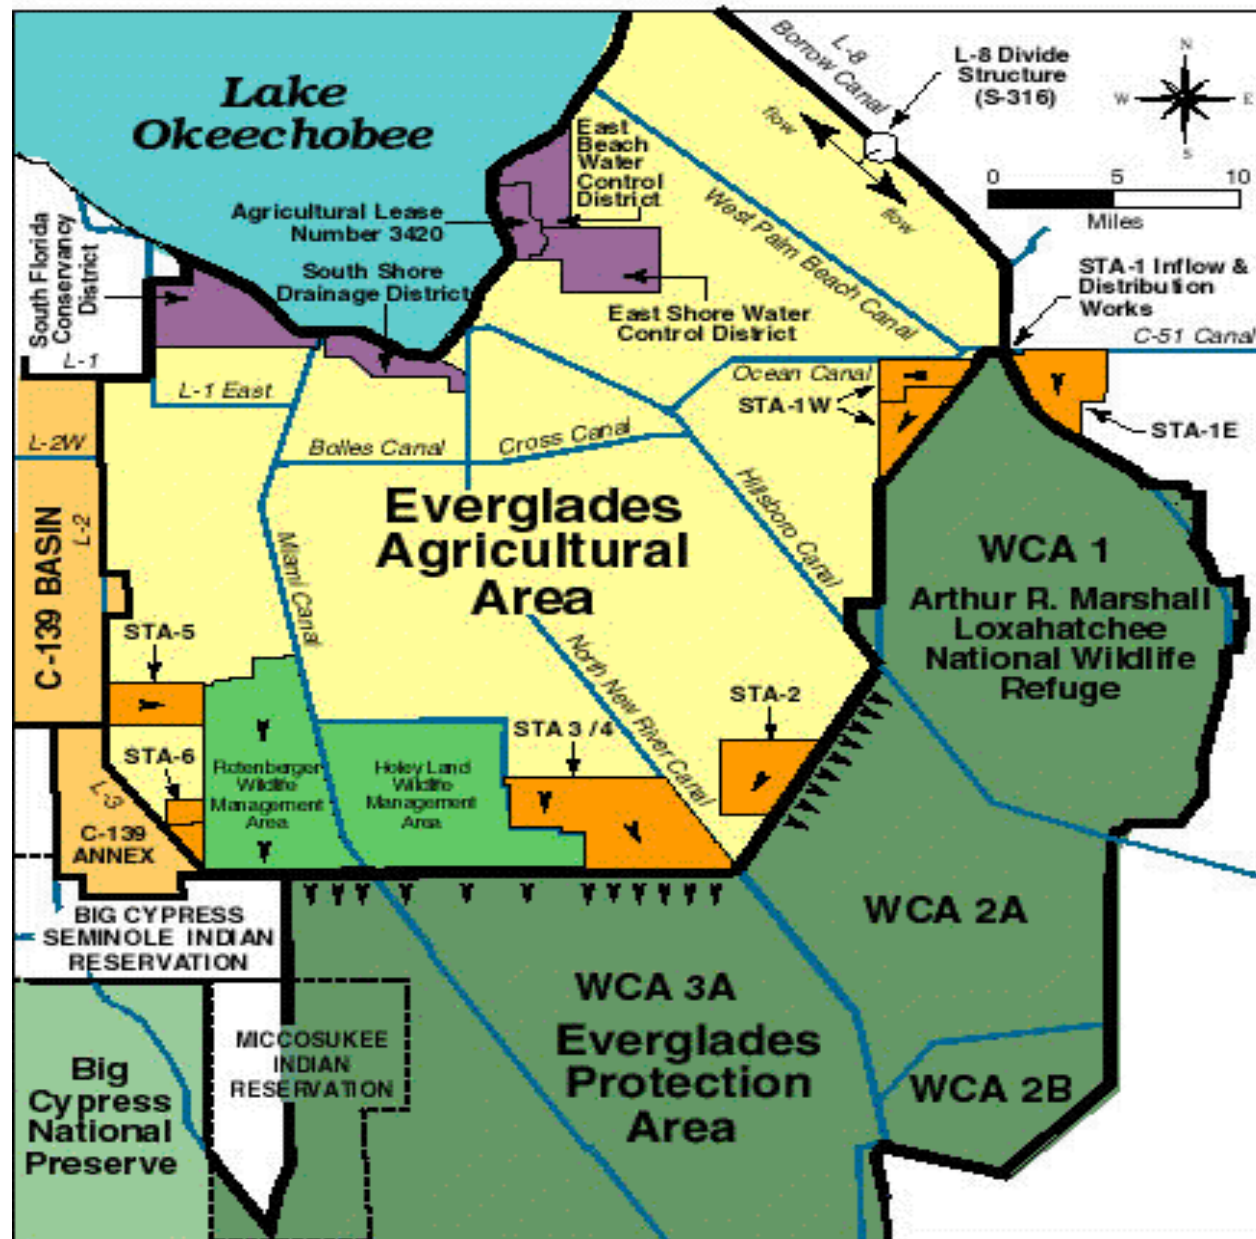 Lake
Okeechobee
L-8
Borrow Canal
L-8 Divide
Structure
(S-316)
N
W
E
S
0
5
10
Miles
flow
flow
East
Beach
Water
Control
District
Agricultural Lease
Number 3420
South Shore
Drainage District
South Florida
Conservancy
District
East Shore Water
Control District
West Palm Beach Canal
STA-1 Inflow &
Distribution
Works
C-51 Canal
L-1
L-1 East
Ocean Canal
STA-1W
STA-1E
L-2W
Bolles Canal
Cross Canal
Hillsboro Canal
L-2
C-139 BASIN
Miami Canal
Everglades
Agricultural
Area
WCA 1
Arthur R. Marshall
Loxahatchee
National Wildlife
Refuge
STA-5
North New River Canal
STA-2
STA 3 / 4
STA-6
L-3
Rotenberger
Wildlife
Management
Area
Holey Land
Wildlife
Management
Area
C-139
ANNEX
BIG CYPRESS
SEMINOLE INDIAN
RESERVATION
WCA 2A
WCA 3A
Everglades
Protection
Area
MICCOSUKEE
INDIAN
RESERVATION
Big
Cypress
National
Preserve
WCA 2B